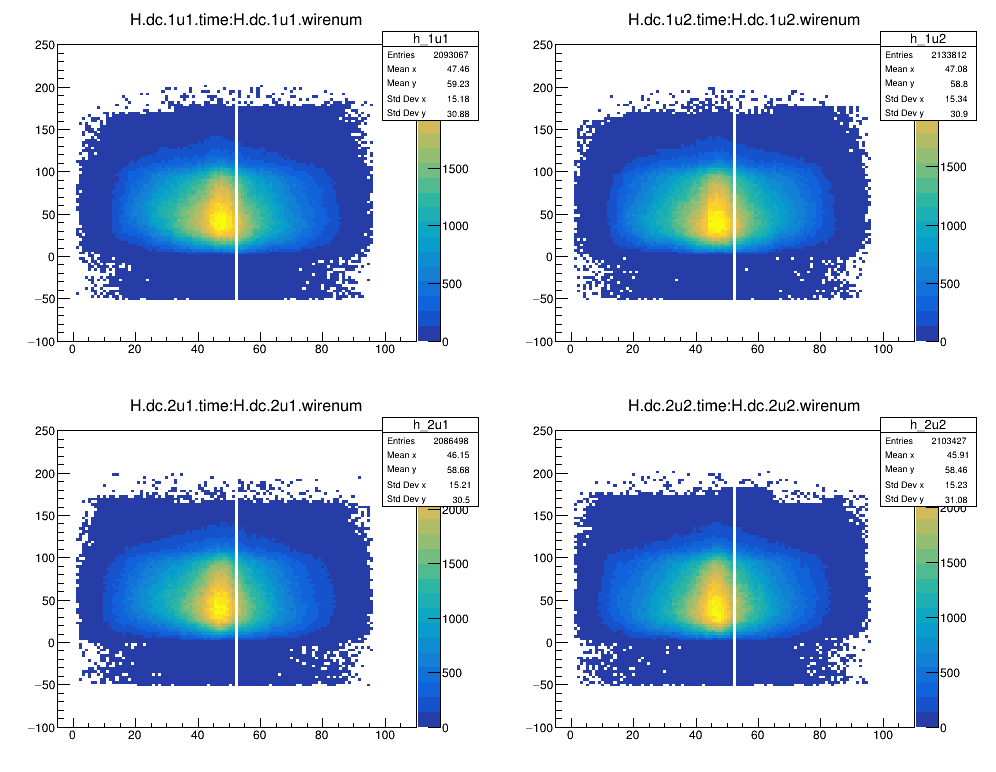 H.dc.1u1.time:H.dc.1u1.wirenum
h_1u1
Entries 2093067
Mean x 47.46
Mean y 59.23
Std Dev x 15.18
Std Dev y 30.88
250
200
150
100
50
0
−50
−100
0 20 40 60 80 100
1500
1000
500
0
H.dc.1u2.time:H.dc.1u2.wirenum
h_1u2
Entries 2133812
Mean x 47.08
Mean y 58.8
Std Dev x 15.34
Std Dev y 30.9
250
200
150
100
50
0
−50
−100
0 20 40 60 80 100
1500
1000
500
0
H.dc.2u1.time:H.dc.2u1.wirenum
h_2u1
Entries 2086498
Mean x 46.15
Mean y 58.68
Std Dev x 15.21
Std Dev y 30.5
250
200
150
100
50
0
−50
−100
0 20 40 60 80 100
2000
1500
1000
500
0
H.dc.2u2.time:H.dc.2u2.wirenum
h_2u2
Entries 2103427
Mean x 45.91
Mean y 58.46
Std Dev x 15.23
Std Dev y 31.08
250
200
150
100
50
0
−50
−100
0 20 40 60 80 100
2000
1500
1000
500
0